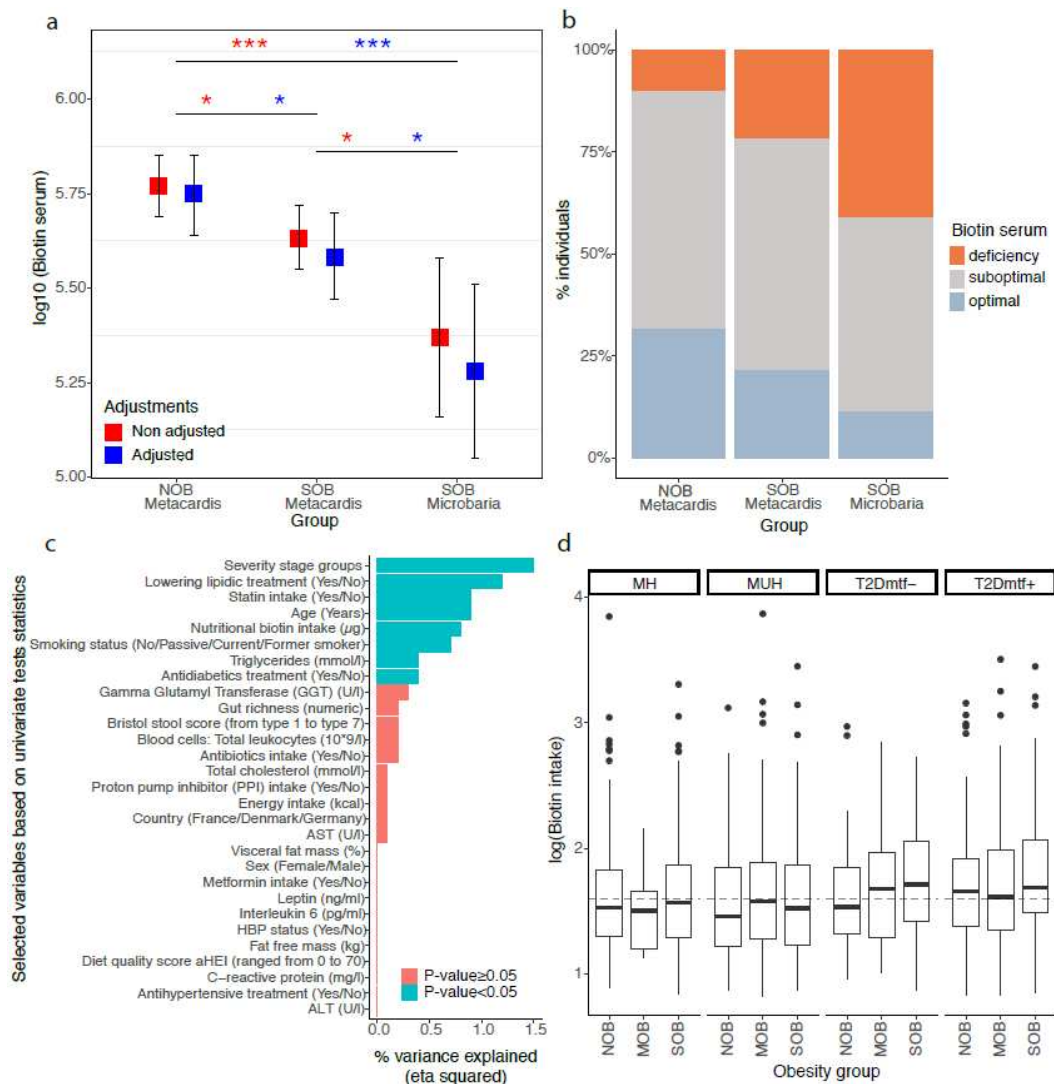 a
***
***
*
*
*
*
6.00
5.75
5.50
5.25
5.00
log10 (Biotin serum)
Adjustments
Non adjusted
Adjusted
NOB
Metacardis
SOB
Metacardis
SOB
Microbaria
Group
b
100%
75%
50%
25%
0%
% individuals
Biotin serum
deficiency
suboptimal
optimal
NOB
Metacardis
SOB
Metacardis
SOB
Microbaria
Group
c
Selected variables based on univariate tests statistics
Severity stage groups
Lowering lipidic treatment (Yes/No)
Statin intake (Yes/No)
Age (Years)
Nutritional biotin intake (µg)
Smoking status (No/Passive/Current/Former smoker)
Triglycerides (mmol/l)
Antidiabetics treatment (Yes/No)
Gamma Glutamyl Transferase (GGT) (U/l)
Gut richness (numeric)
Bristol stool score (from type 1 to type 7)
Blood cells: Total leukocytes (10*9/l)
Antibiotics intake (Yes/No)
Total cholesterol (mmol/l)
Proton pump inhibitor (PPI) intake (Yes/No)
Energy intake (kcal)
Country (France/Denmark/Germany)
AST (U/l)
Visceral fat mass (%)
Sex (Female/Male)
Metformin intake (Yes/No)
Leptin (ng/ml)
Interleukin 6 (pg/ml)
HBP status (Yes/No)
Fat free mass (kg)
Diet quality score aHEI (ranged from 0 to 70)
C−reactive protein (mg/l)
Antihypertensive treatment (Yes/No)
ALT (U/l)
P-value≥0.05
P-value<0.05
0.0 0.5 1.0 1.5
% variance explained
(eta squared)
d
MH MUH T2Dmtf− T2Dmtf+
4
3
2
1
log(Biotin intake)
NOB MOB SOB NOB MOB SOB NOB MOB SOB NOB MOB SOB
Obesity group